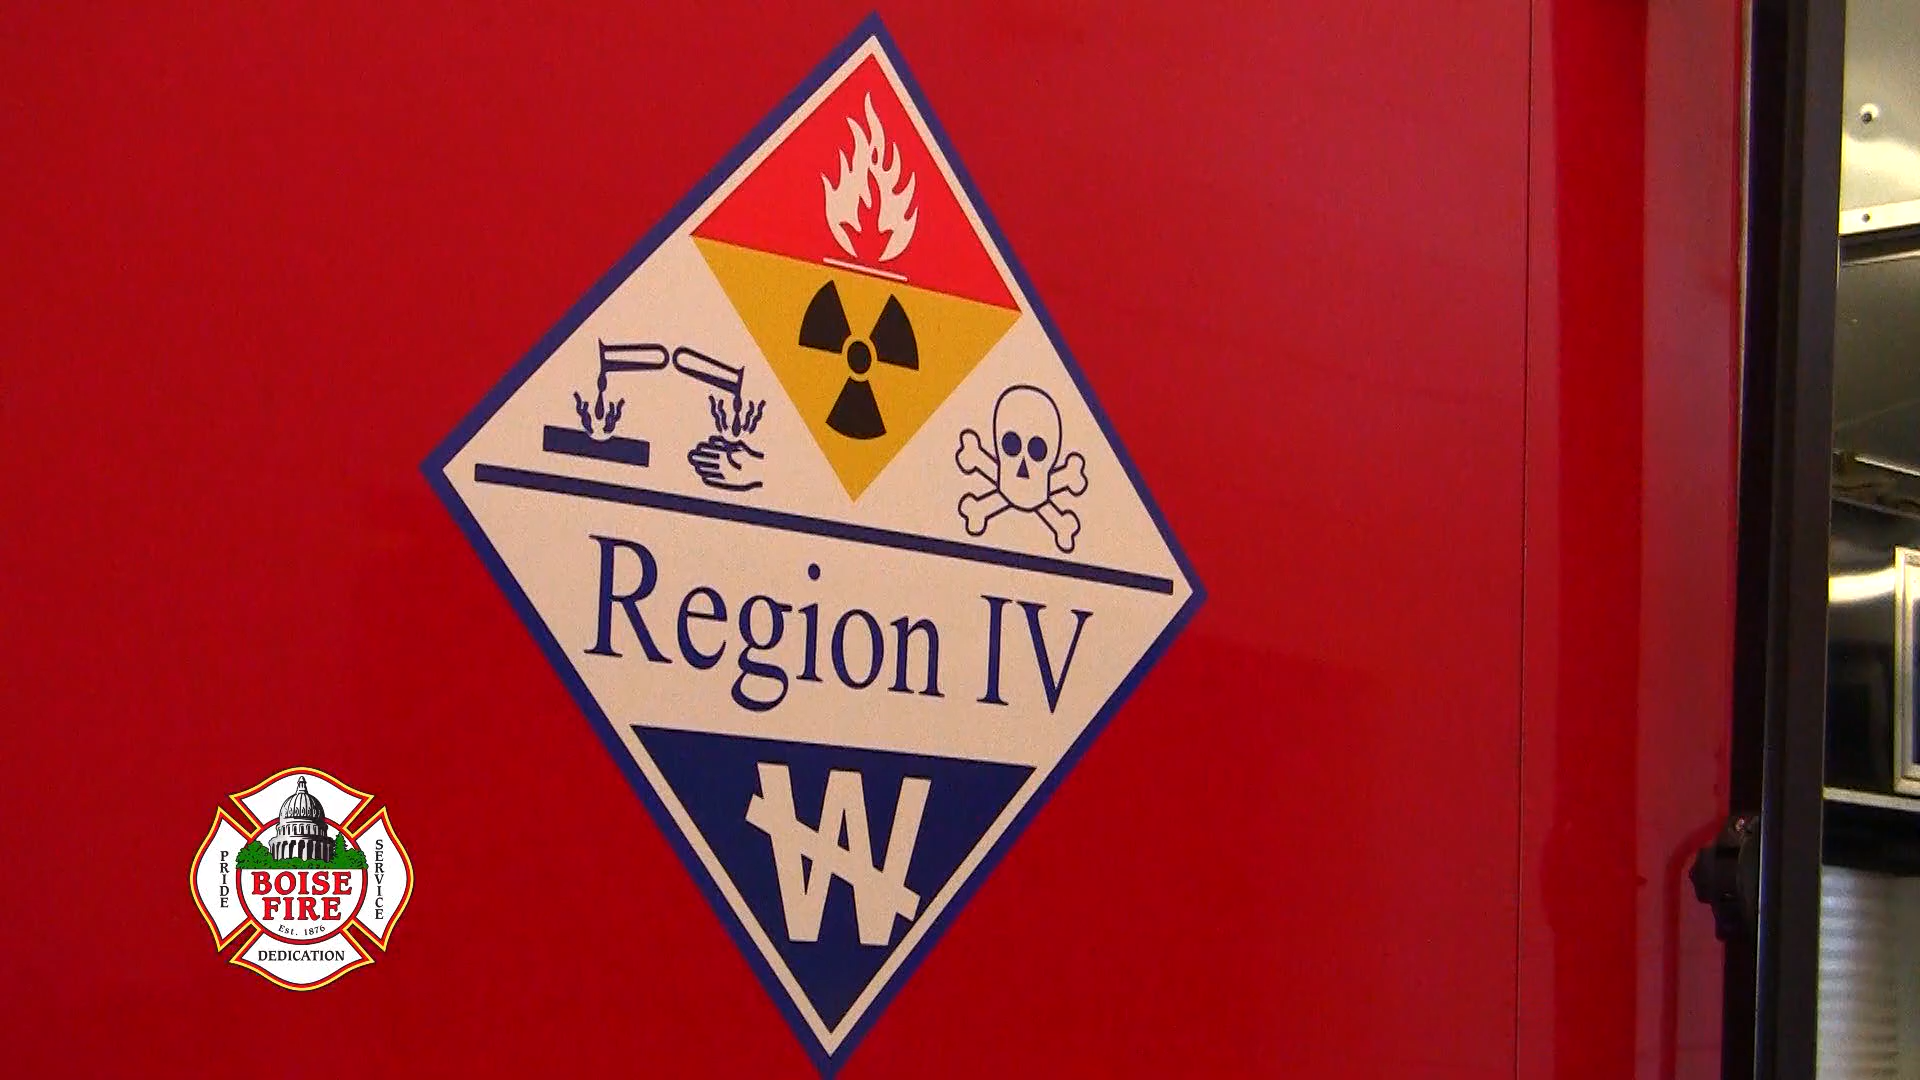 Region IV
W
PRIDE
SERVICE
BOISE
FIRE
Est. 1876
DEDICATION